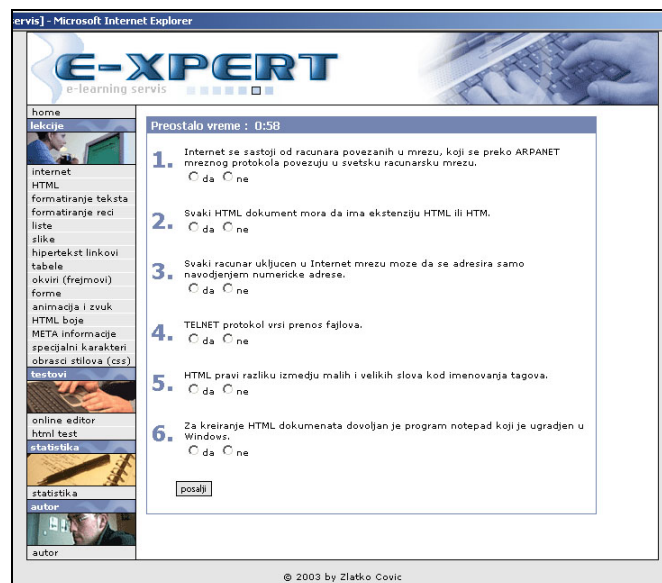 ervis] - Microsoft Internet Explorer
E-XPERT
e-learning servis
home
lekcije
internet
HTML
formatiranje teksta
formatiranje reci
liste
slike
hipertekst linkovi
tabele
okviri (frejmovi)
forme
animacija i zvuk
HTML boje
META informacije
specijalni karakteri
obrasci stilova (css)
testovi
online editor
html test
statistika
statistika
autor
autor
Preostalo vreme : 0:58
1. Internet se sastoji od racunara povezanih u mrezu, koji se preko ARPANET
mreznog protokola povezuju u svetsku racunarsku mrezu.
da ne
2. Svaki HTML dokument mora da ima ekstenziju HTML ili HTM.
da ne
3. Svaki racunar ukljucen u Internet mrezu moze da se adresira samo
navodjenjem numericke adrese.
da ne
4. TELNET protokol vrsi prenos fajlova.
da ne
5. HTML pravi razliku izmedju malih i velikih slova kod imenovanja tagova.
da ne
6. Za kreiranje HTML dokumenata dovoljan je program notepad koji je ugradjen u
Windows.
da ne
posalji
© 2003 by Zlatko Covic